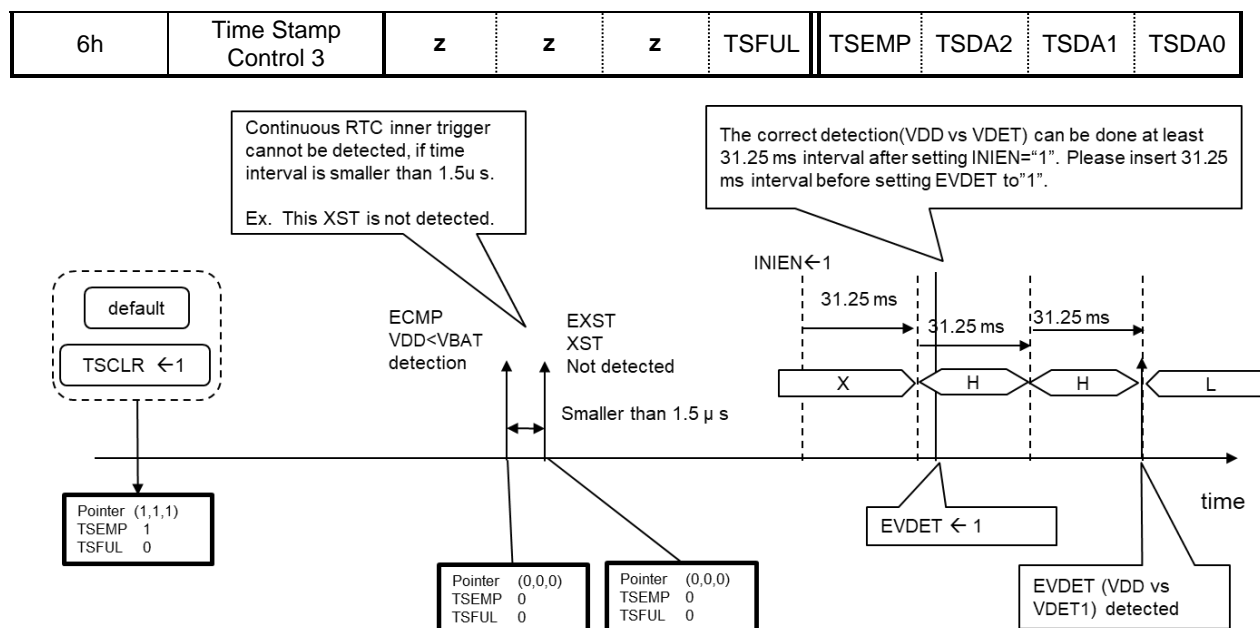 6h Time Stamp Control 3 z z z TSFUL TSEMP TSDA2 TSDA1 TSDA0
Continuous RTC inner trigger
cannot be detected, if time
interval is smaller than 1.5u s.
Ex. This XST is not detected.
The correct detection(VDD vs VDET) can be done at least
31.25 ms interval after setting INIEN=“1”. Please insert 31.25
ms interval before setting EVDET to”1”.
INIEN←1
default
TSCLR ←1
ECMP
VDD<VBAT
detection
EXST
XST
Not detected
Smaller than 1.5 μ s
31.25 ms
31.25 ms
31.25 ms
X H H L
time
Pointer (1,1,1)
TSEMP 1
TSFUL 0
EVDET ← 1
Pointer (0,0,0)
TSEMP 0
TSFUL 0
Pointer (0,0,0)
TSEMP 0
TSFUL 0
EVDET (VDD vs
VDET1) detected